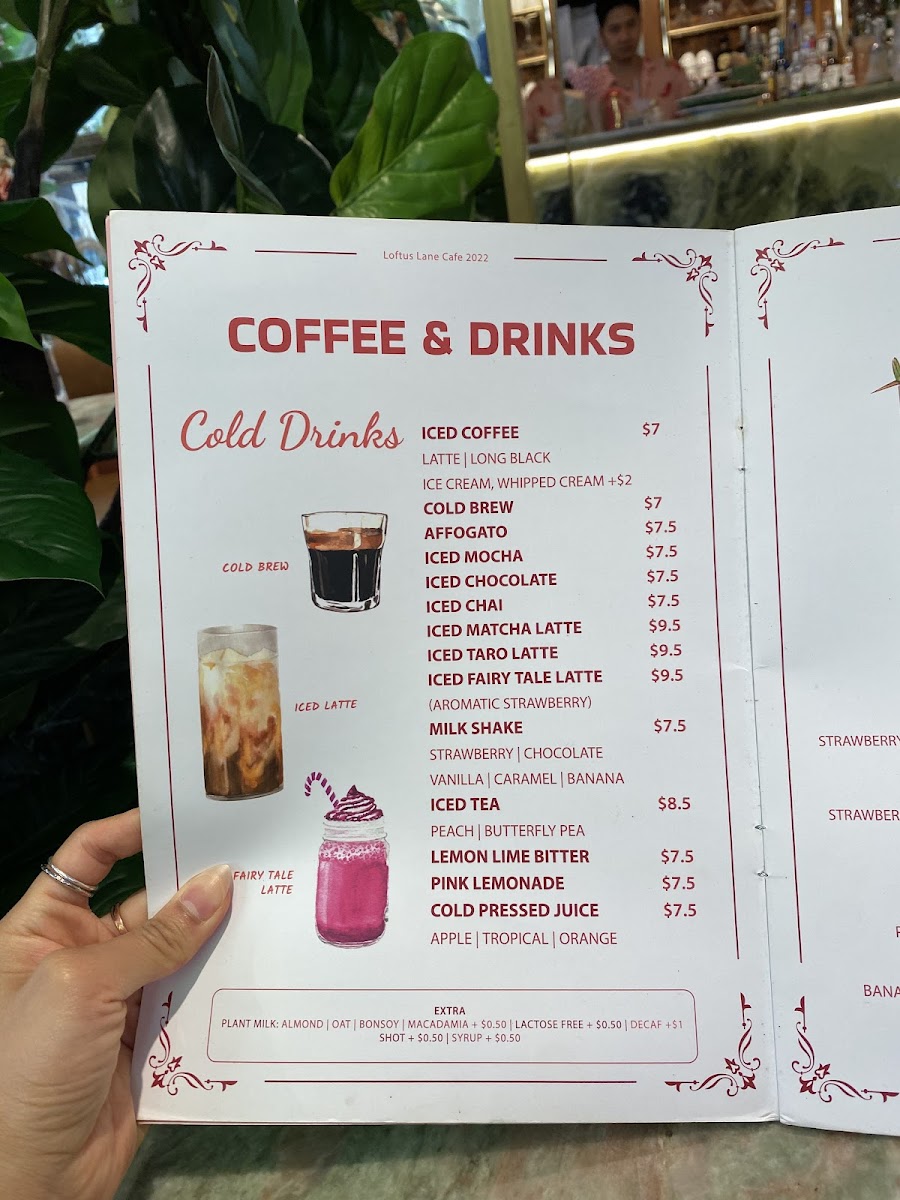 Loftus Lane Cafe 2022
COFFEE & DRINKS
Cold Drinks
ICED COFFEE $7
LATTE | LONG BLACK
ICE CREAM, WHIPPED CREAM +$2
COLD BREW $7
AFFOGATO $7.5
ICED MOCHA $7.5
ICED CHOCOLATE $7.5
ICED CHAI $7.5
ICED MATCHA LATTE $9.5
ICED TARO LATTE $9.5
ICED FAIRY TALE LATTE $9.5
(AROMATIC STRAWBERRY)
MILK SHAKE $7.5
STRAWBERRY | CHOCOLATE
VANILLA | CARAMEL | BANANA
ICED TEA $8.5
PEACH | BUTTERFLY PEA
LEMON LIME BITTER $7.5
PINK LEMONADE $7.5
COLD PRESSED JUICE $7.5
APPLE | TROPICAL | ORANGE
COLD BREW
ICED LATTE
FAIRY TALE
LATTE
EXTRA
PLANT MILK: ALMOND | OAT | BONSOY | MACADAMIA + $0.50 | LACTOSE FREE + $0.50 | DECAF +$1
SHOT + $0.50 | SYRUP + $0.50
STRAWBERRY